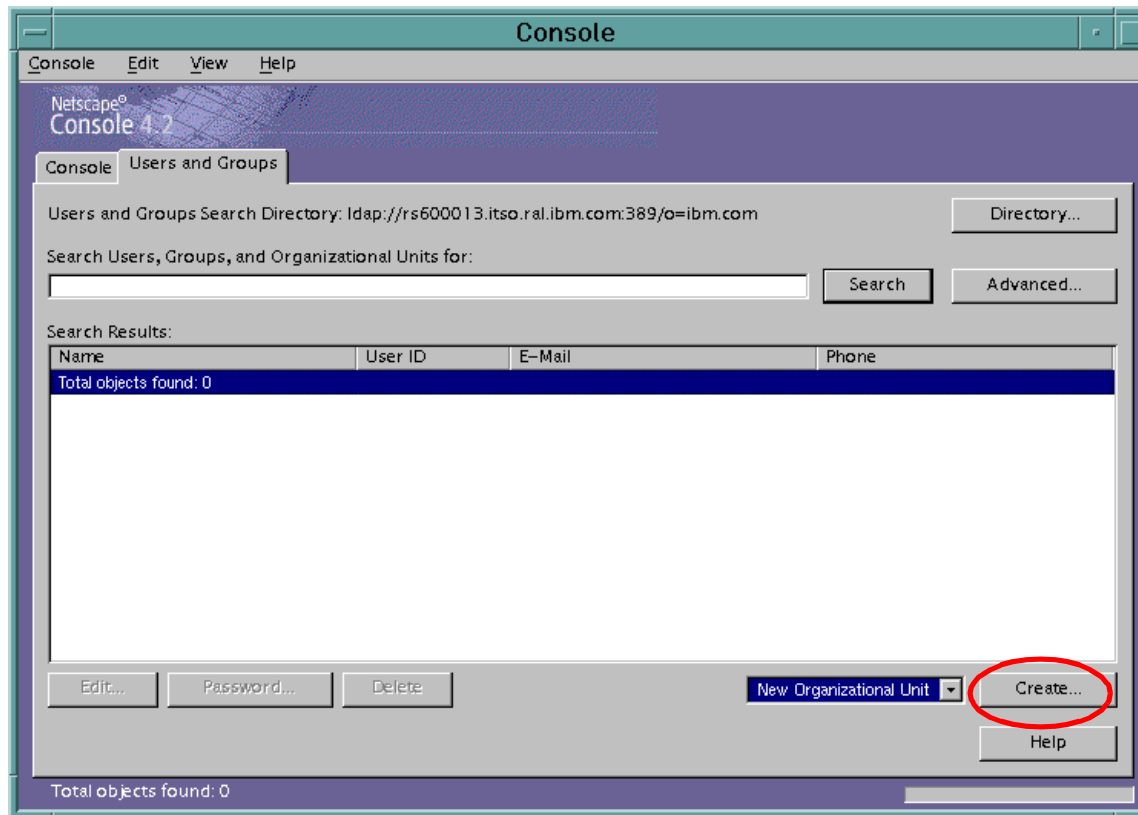 Console
Console Edit View Help
Netscape®
Console 4.2
Console Users and Groups
Users and Groups Search Directory: ldap://rs600013.itso.ral.ibm.com:389/o=ibm.com Directory...
Search Users, Groups, and Organizational Units for:
Search Advanced...
Search Results:
Name User ID E-Mail Phone
Total objects found: 0
Edit... Password... Delete New Organizational Unit Create...
Help
Total objects found: 0